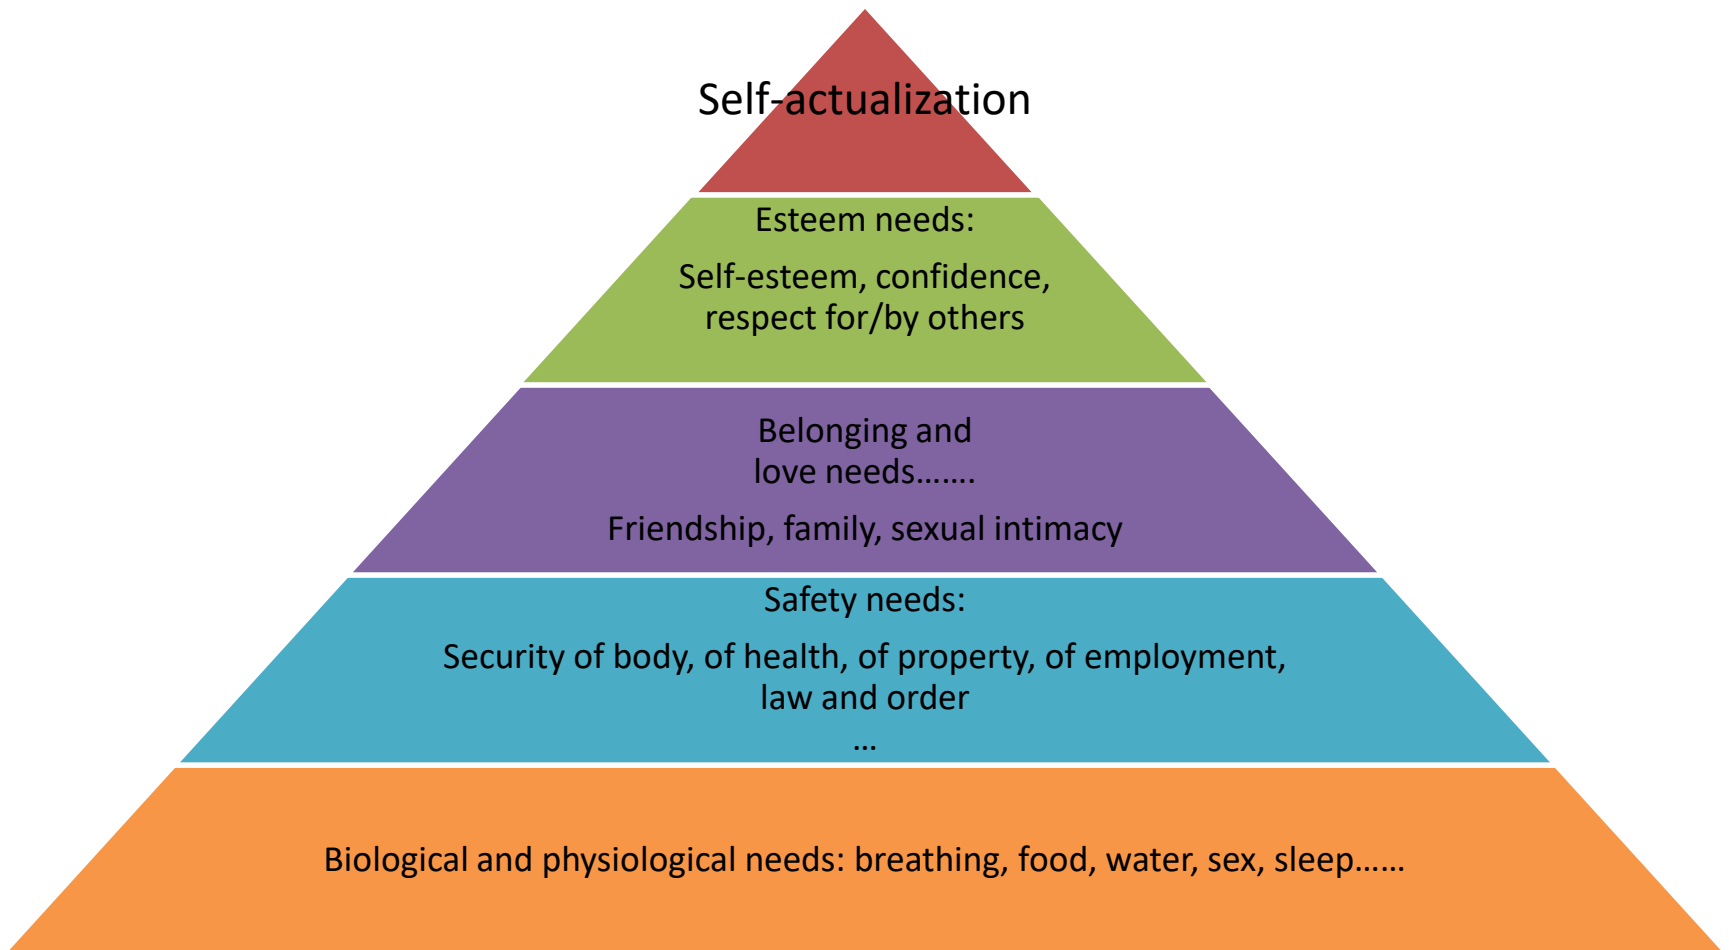 Self-actualization
Esteem needs:
Self-esteem, confidence,
respect for/by others
Belonging and
love needs…….
Friendship, family, sexual intimacy
Safety needs:
Security of body, of health, of property, of employment,
law and order
…
Biological and physiological needs: breathing, food, water, sex, sleep……